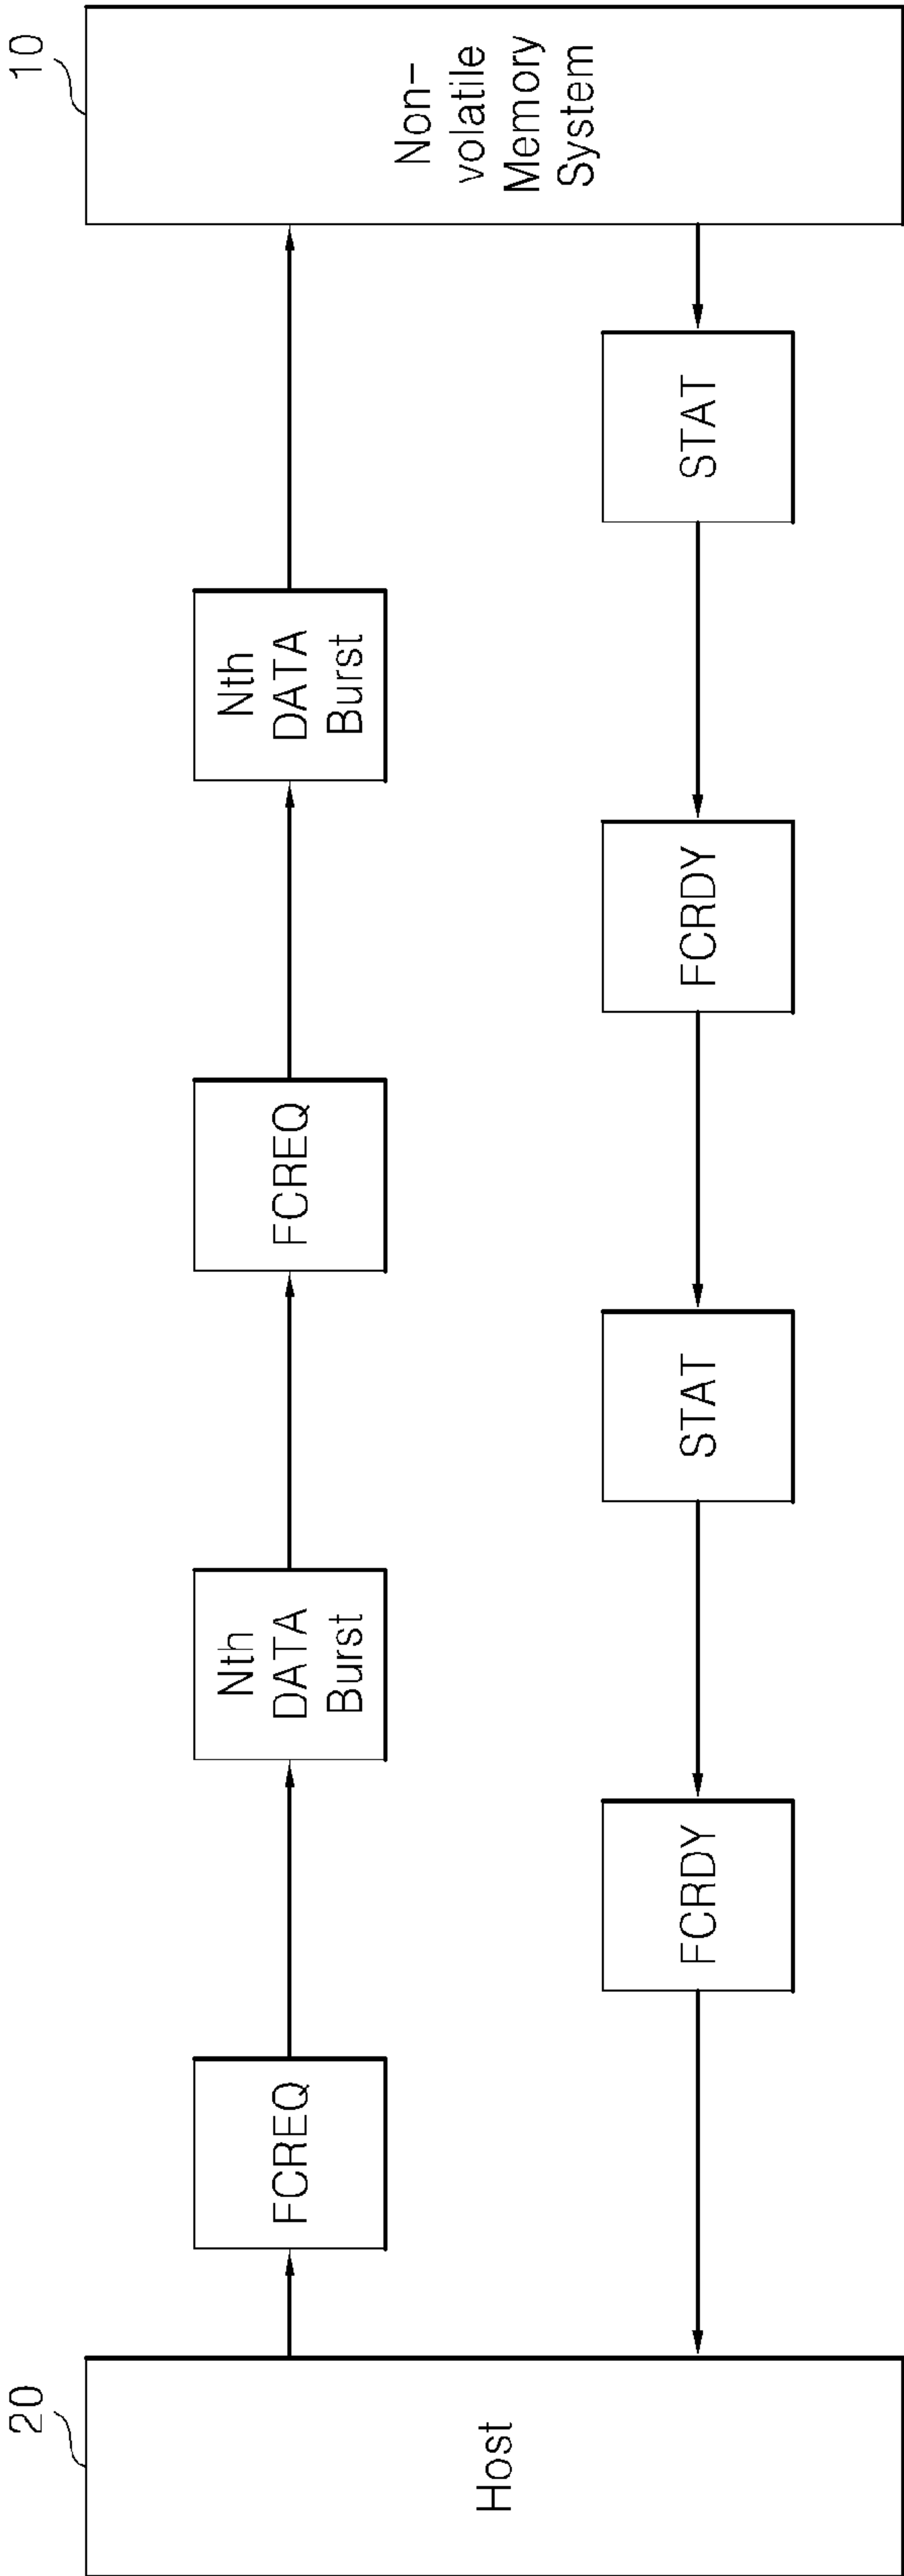 20
10
Host
FCREQ
Nth
DATA
Burst
FCREQ
Nth
DATA
Burst
Non-
volatile
Memory
System
FCRDY
STAT
FCRDY
STAT